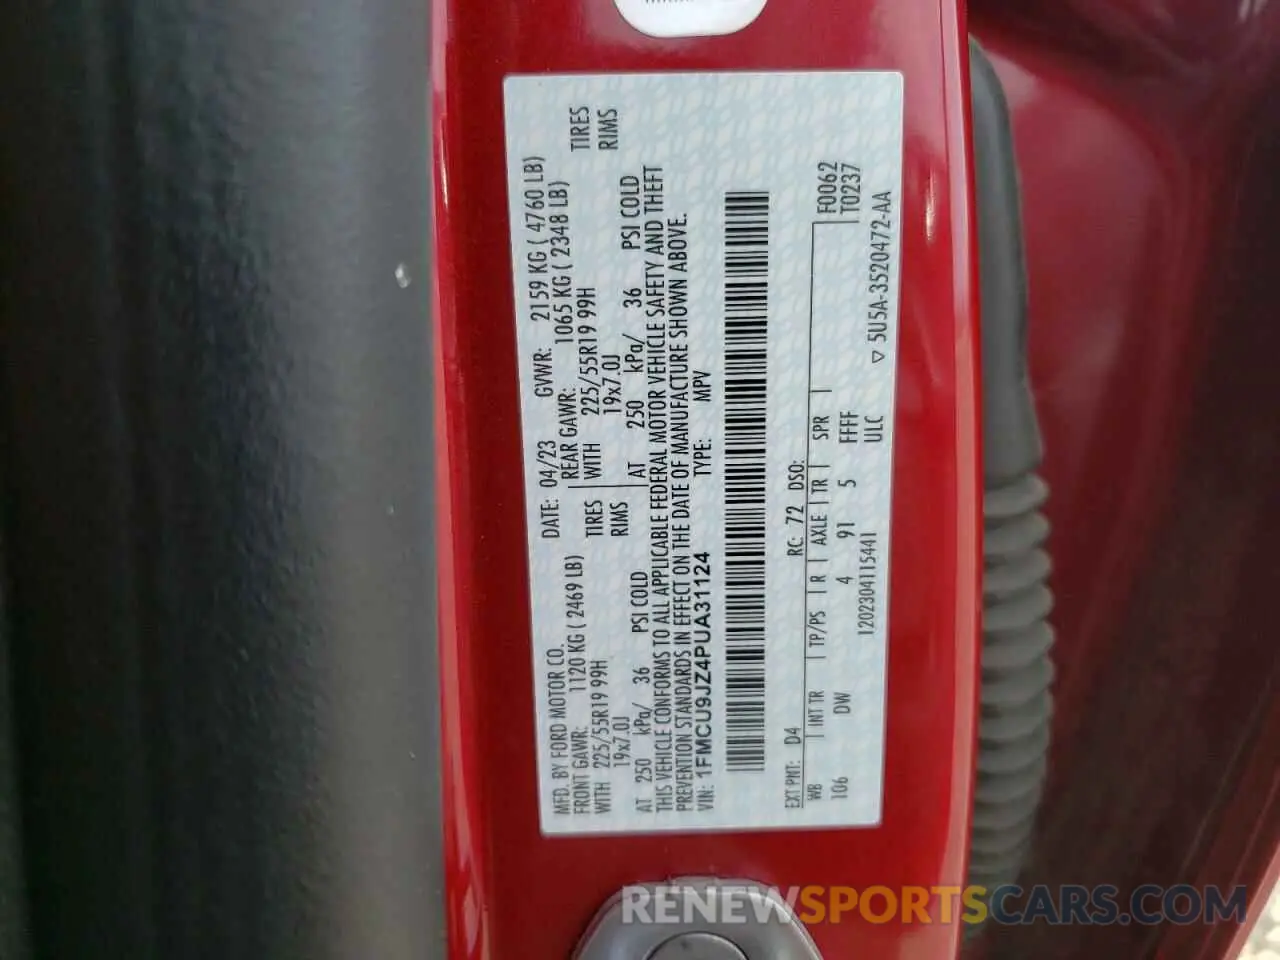 MFD. BY FORD MOTOR CO.
DATE: 04/23 GVWR: 2159 KG ( 4760 LB)
FRONT GAWR: 1120 KG ( 2469 LB) REAR GAWR: 1065 KG ( 2348 LB)
WITH 225/55R19 99H TIRES WITH 225/55R19 99H TIRES
19x7.0J RIMS 19x7.0J RIMS
AT 250 kPa/ 36 PSI COLD AT 250 kPa/ 36 PSI COLD
THIS VEHICLE CONFORMS TO ALL APPLICABLE FEDERAL MOTOR VEHICLE SAFETY AND THEFT
PREVENTION STANDARDS IN EFFECT ON THE DATE OF MANUFACTURE SHOWN ABOVE.
VIN: 1FMCU9JZ4PUA31124 TYPE: MPV
EXT PNT: D4 RC: 72 DSO: F0062
WB INT TR TP/PS R AXLE TR SPR T0237
106 DW 4 91 5 FFFF
1202304115441 ULC ▽ 5U5A-3520472-AA
RENEWSPORTSCARS.COM